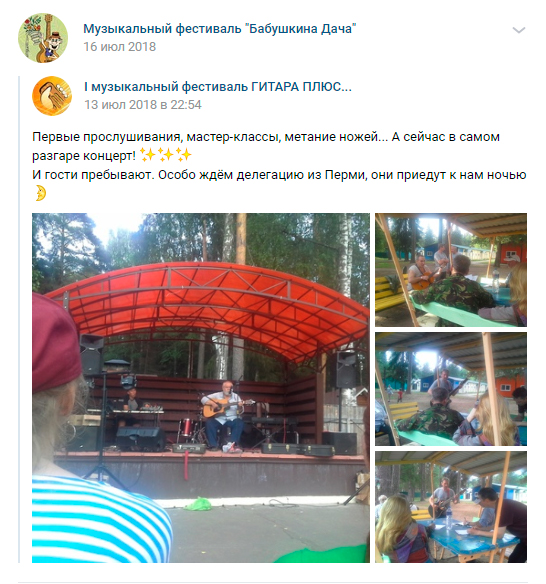 Музыкальный фестиваль "Бабушкина Дача"
16 июл 2018
I музыкальный фестиваль ГИТАРА ПЛЮС...
13 июл 2018 в 22:54
Первые прослушивания, мастер-классы, метание ножей... А сейчас в самом
разгаре концерт! ✨✨✨
И гости пребывают. Особо ждём делегацию из Перми, они приедут к нам ночью
🌛